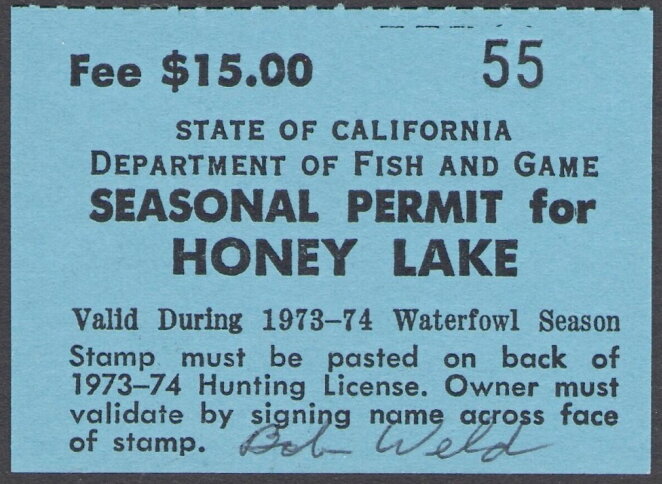 Fee $15.00 55
STATE OF CALIFORNIA
DEPARTMENT OF FISH AND GAME
SEASONAL PERMIT for
HONEY LAKE
Valid During 1973–74 Waterfowl Season
Stamp must be pasted on back of
1973–74 Hunting License. Owner must
validate by signing name across face
of stamp. Bob Weld